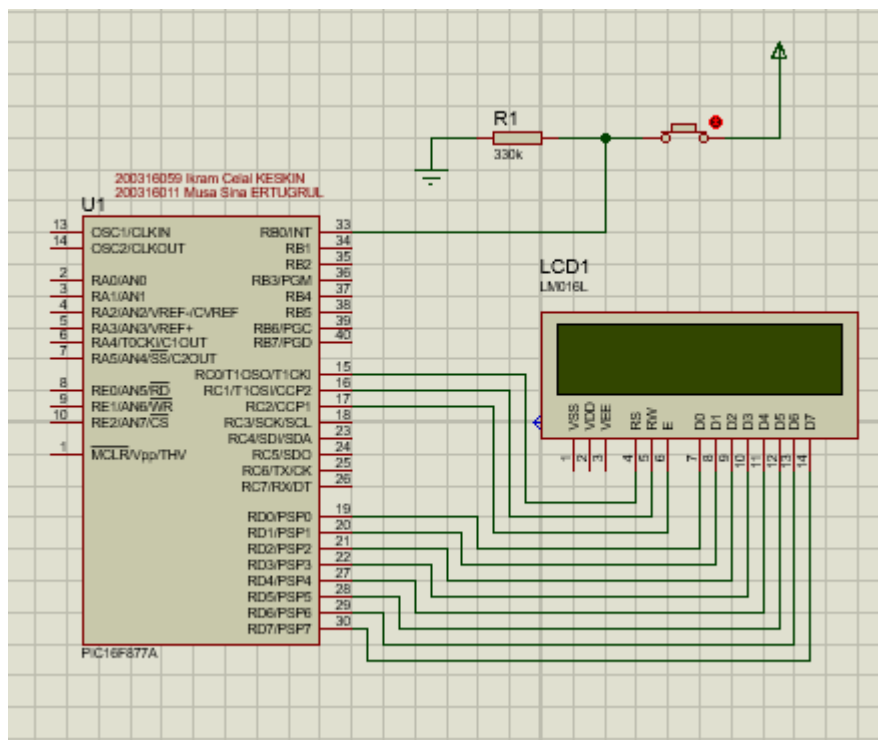 R1
330k
200316059 Ikram Celal KESKIN
200316011 Musa Sina ERTUGRUL
U1
13 OSC1/CLKIN
14 OSC2/CLKOUT
2 RA0/AN0
3 RA1/AN1
4 RA2/AN2/VREF-/CVREF
5 RA3/AN3/VREF+
6 RA4/T0CKI/C1OUT
7 RA5/AN4/SS/C2OUT
8 RE0/AN5/RD
9 RE1/AN6/WR
10 RE2/AN7/CS
1 MCLR/Vpp/THV
RB0/INT 33
RB1 34
RB2 35
RB3/PGM 36
RB4 37
RB5 38
RB6/PGC 39
RB7/PGD 40
RC0/T1OSO/T1CKI 15
RC1/T1OSI/CCP2 16
RC2/CCP1 17
RC3/SCK/SCL 18
RC4/SDI/SDA 23
RC5/SDO 24
RC6/TX/CK 25
RC7/RX/DT 26
RD0/PSP0 19
RD1/PSP1 20
RD2/PSP2 21
RD3/PSP3 22
RD4/PSP4 27
RD5/PSP5 28
RD6/PSP6 29
RD7/PSP7 30
PIC16F877A
LCD1
LM016L
VSS VDD VEE RS RW E D0 D1 D2 D3 D4 D5 D6 D7
1 2 3 4 5 6 7 8 9 10 11 12 13 14